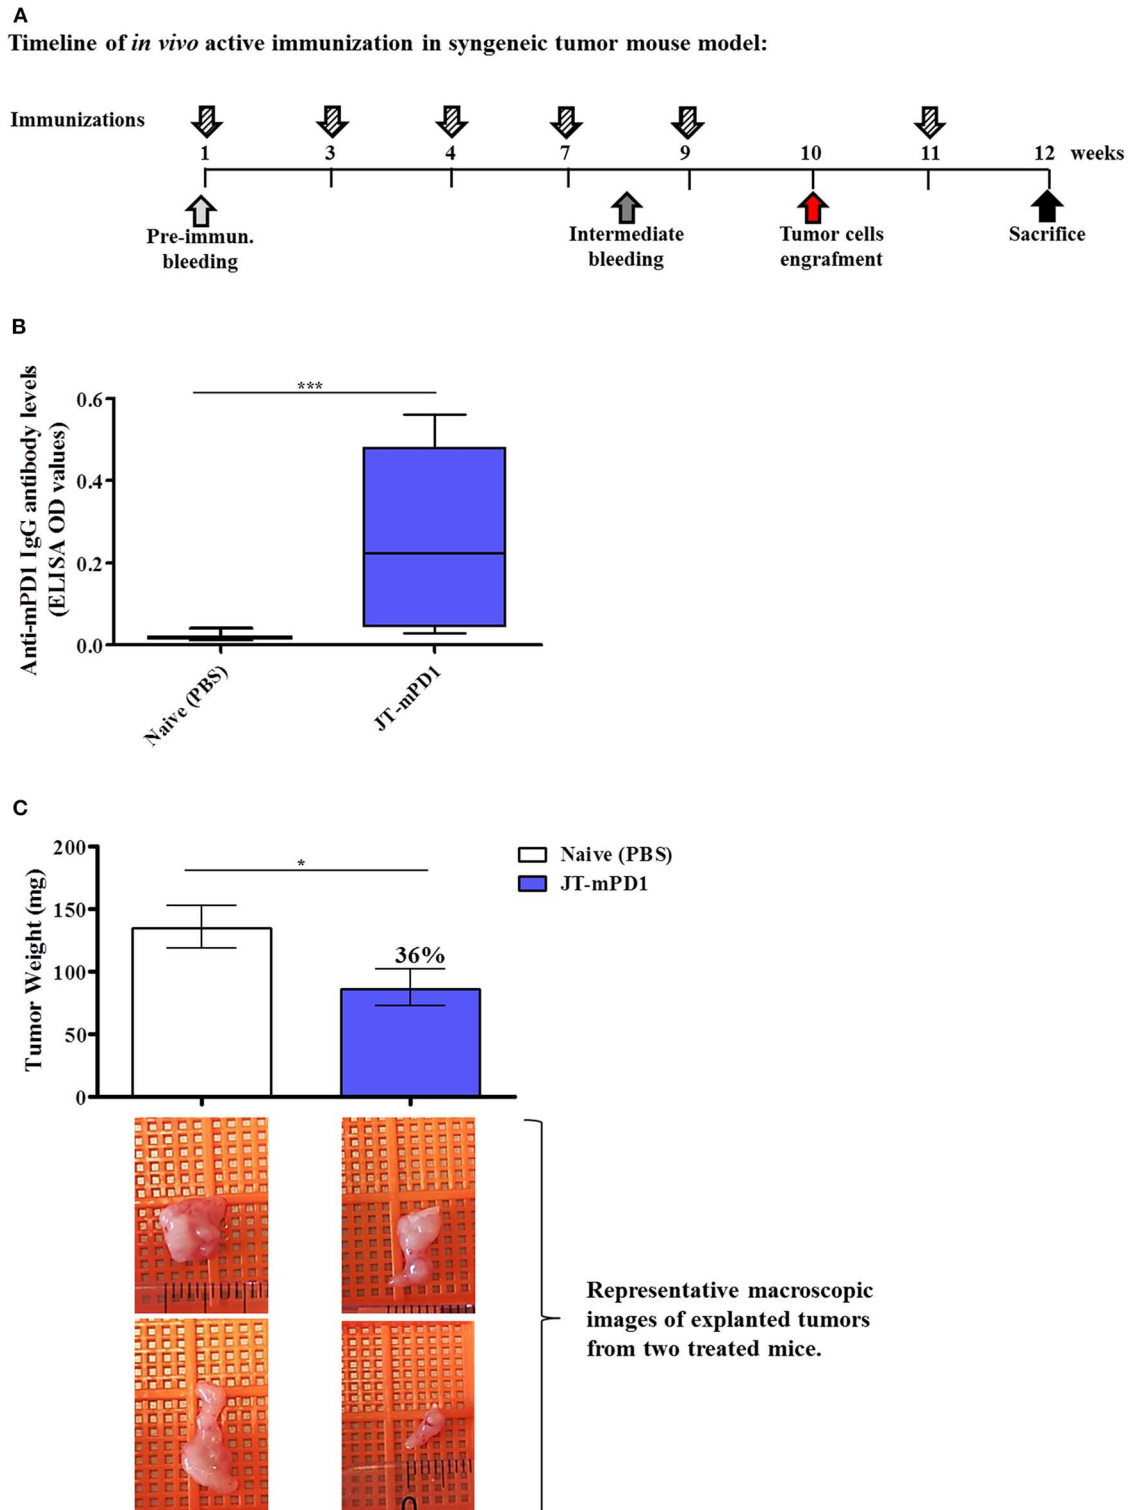 A
Timeline of in vivo active immunization in syngeneic tumor mouse model:
Immunizations
1 3 4 7 9 10 11 12 weeks
Pre-immun. bleeding
Intermediate bleeding
Tumor cells engrafment
Sacrifice
B
Anti-mPD1 IgG antibody levels
(ELISA OD values)
0.6
0.4
0.2
0.0
***
Naive (PBS)
JT-mPD1
C
Tumor Weight (mg)
200
150
100
50
0
*
36%
Naive (PBS)
JT-mPD1
Representative macroscopic
images of explanted tumors
from two treated mice.
0